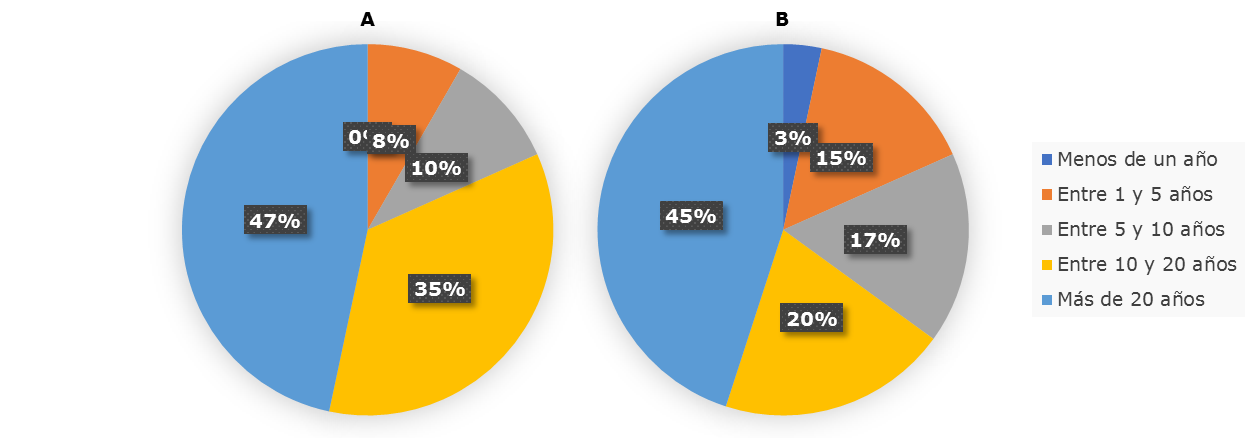 A
B
0%
8%
10%
47%
35%
3%
15%
17%
45%
20%
Menos de un año
Entre 1 y 5 años
Entre 5 y 10 años
Entre 10 y 20 años
Más de 20 años